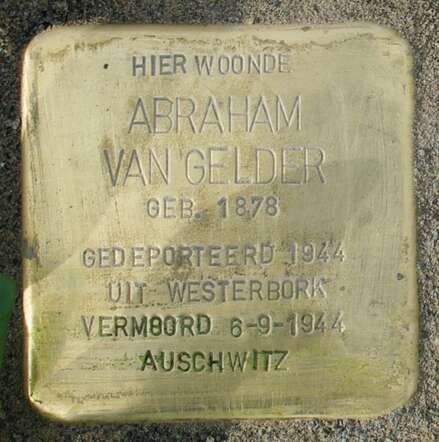 HIER WOONDE
ABRAHAM
VAN GELDER
GEB. 1878
GEDEPORTEERD 1944
UIT WESTERBORK
VERMOORD 6-9-1944
AUSCHWITZ